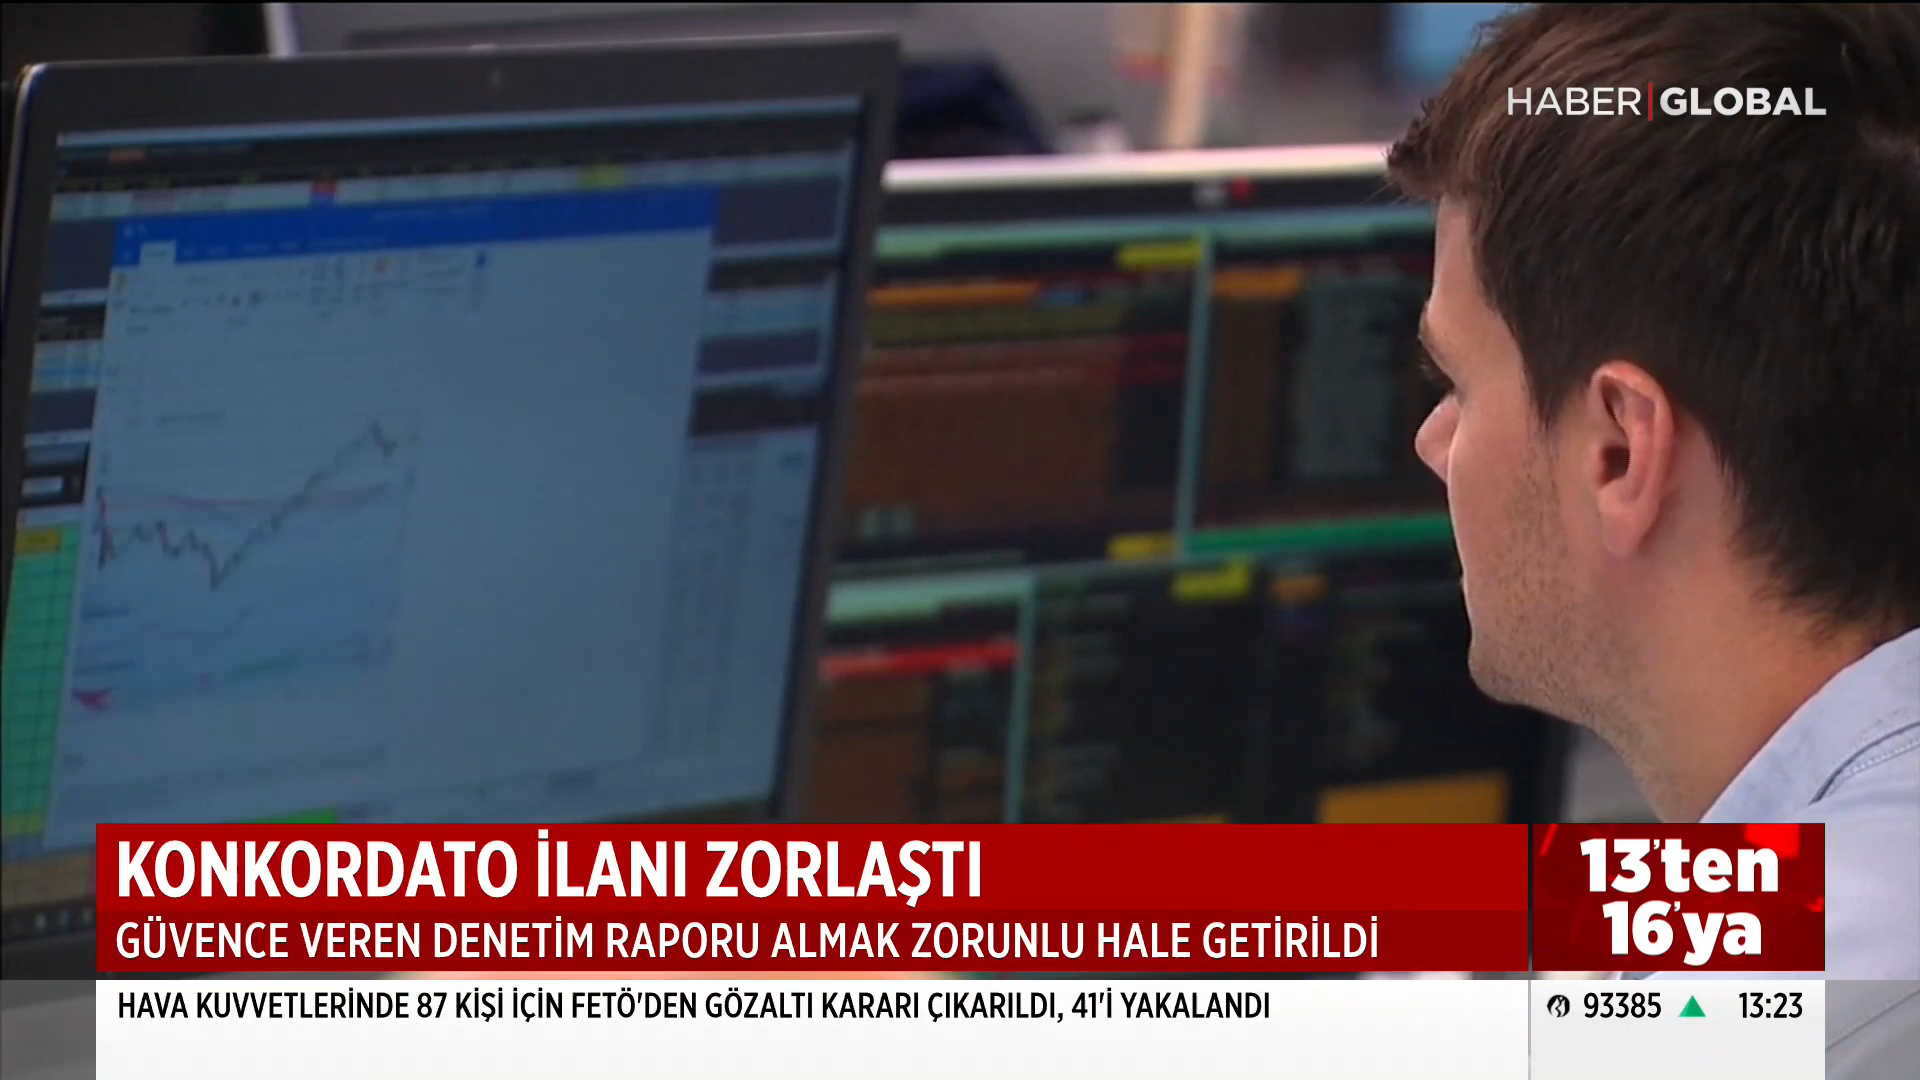 HABER GLOBAL
KONKORDATO İLANI ZORLAŞTI
GÜVENCE VEREN DENETİM RAPORU ALMAK ZORUNLU HALE GETİRİLDİ
13'ten
16'ya
HAVA KUVVETLERİNDE 87 KİŞİ İÇİN FETÖ'DEN GÖZALTI KARARI ÇIKARILDI, 41'İ YAKALANDI
93385 ▲ 13:23